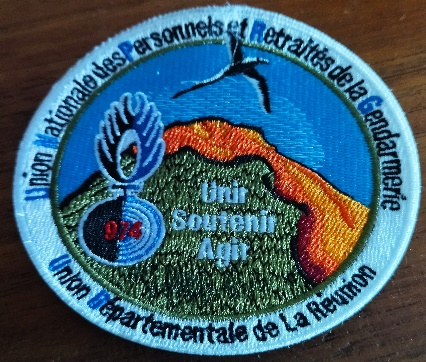 Union Nationale des Personnels et Retraités de la Gendarmerie
974
Unir
Soutenir
Agir
Union Départementale de La Réunion